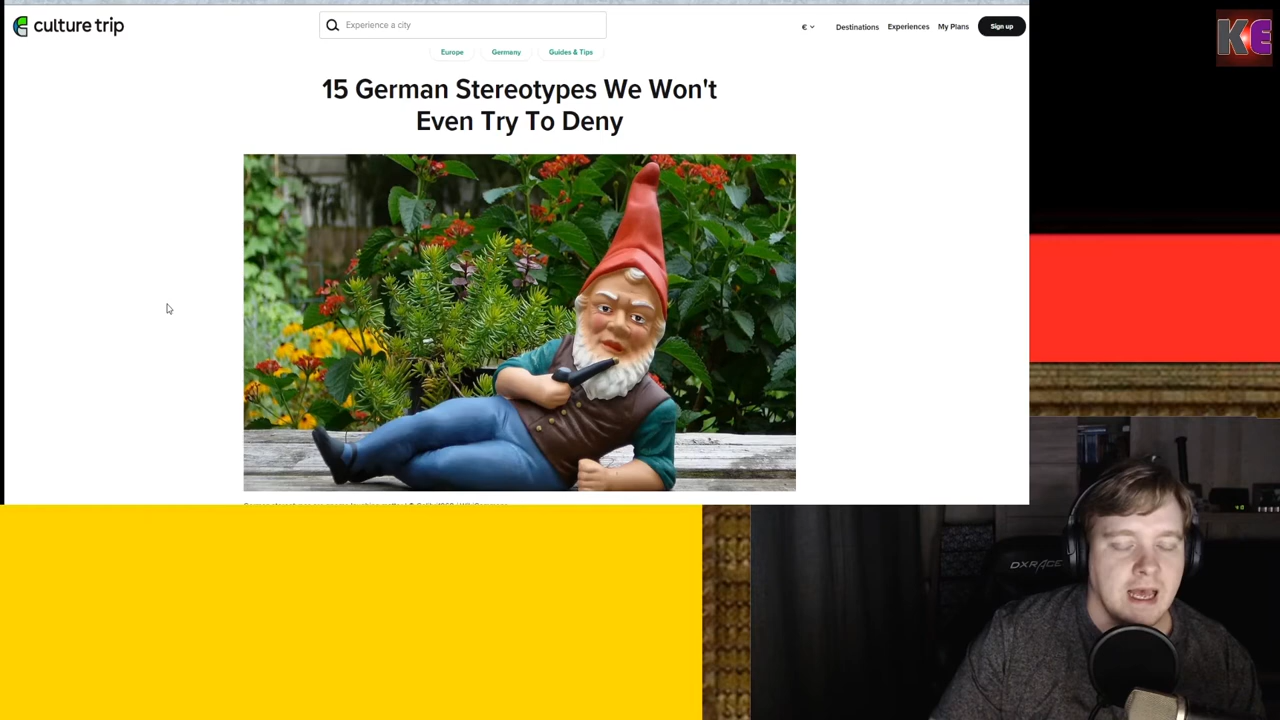 culture trip
Experience a city
€
Destinations
Experiences
My Plans
Sign up
KE
Europe
Germany
Guides & Tips
15 German Stereotypes We Won't
Even Try To Deny
DXRACE